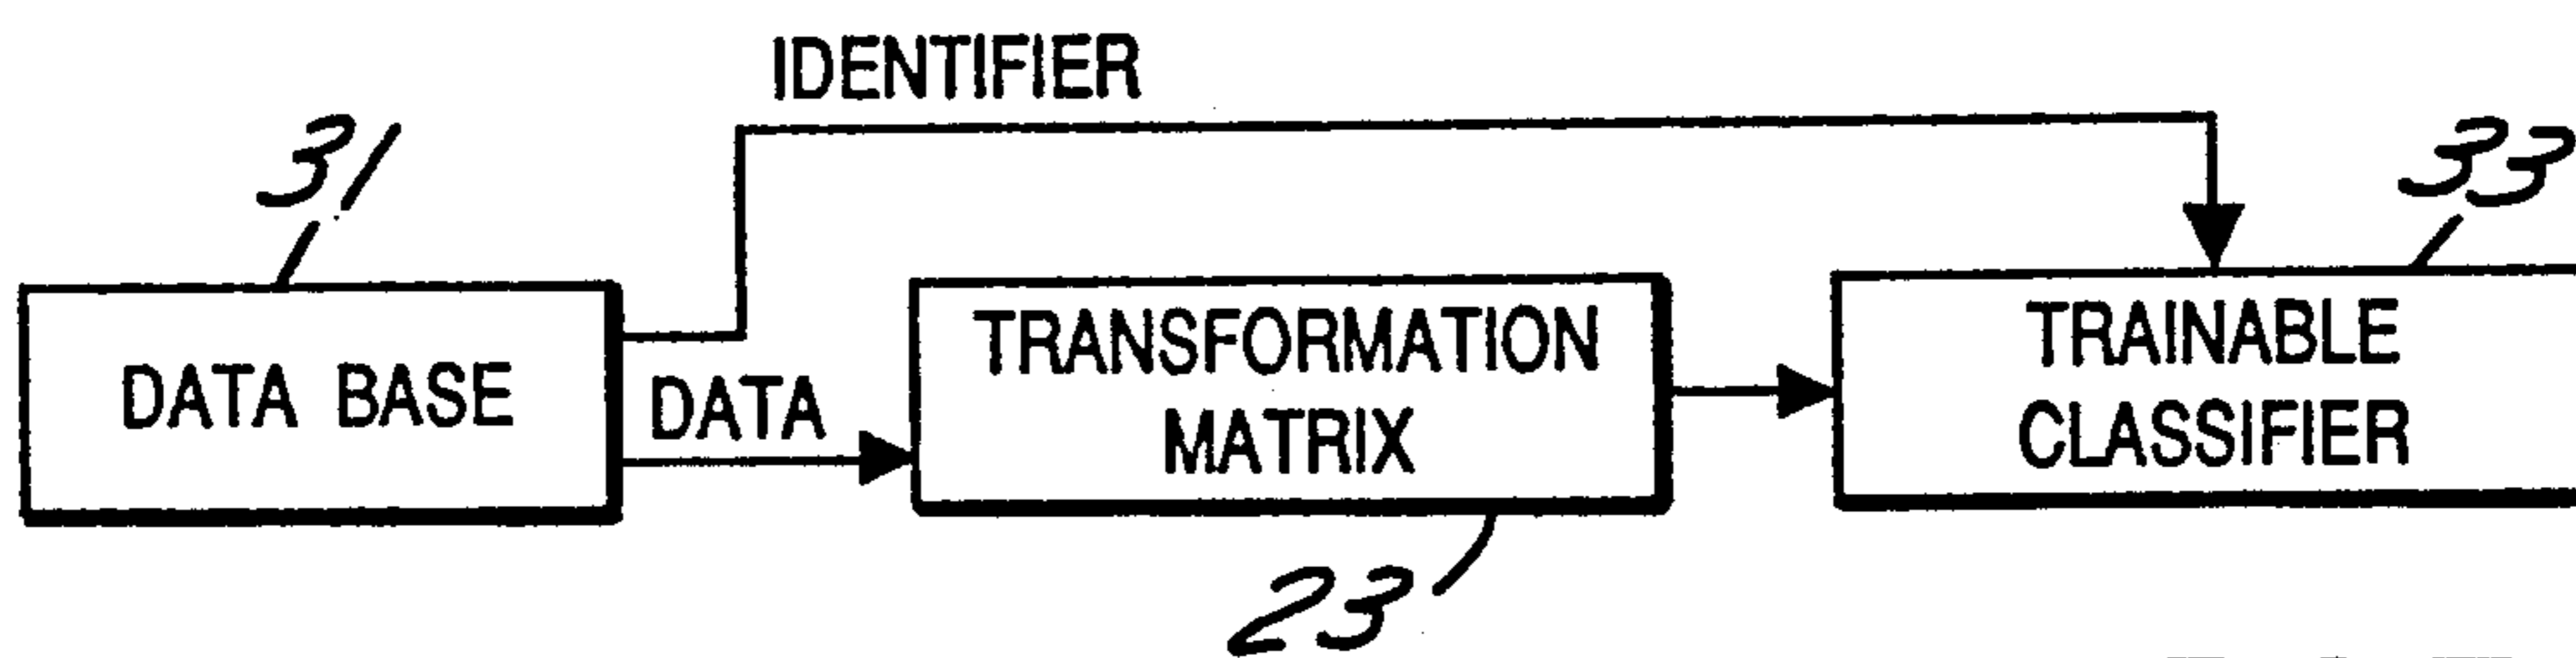 IDENTIFIER
31
33
DATA BASE
DATA
TRANSFORMATION
MATRIX
TRAINABLE
CLASSIFIER
23